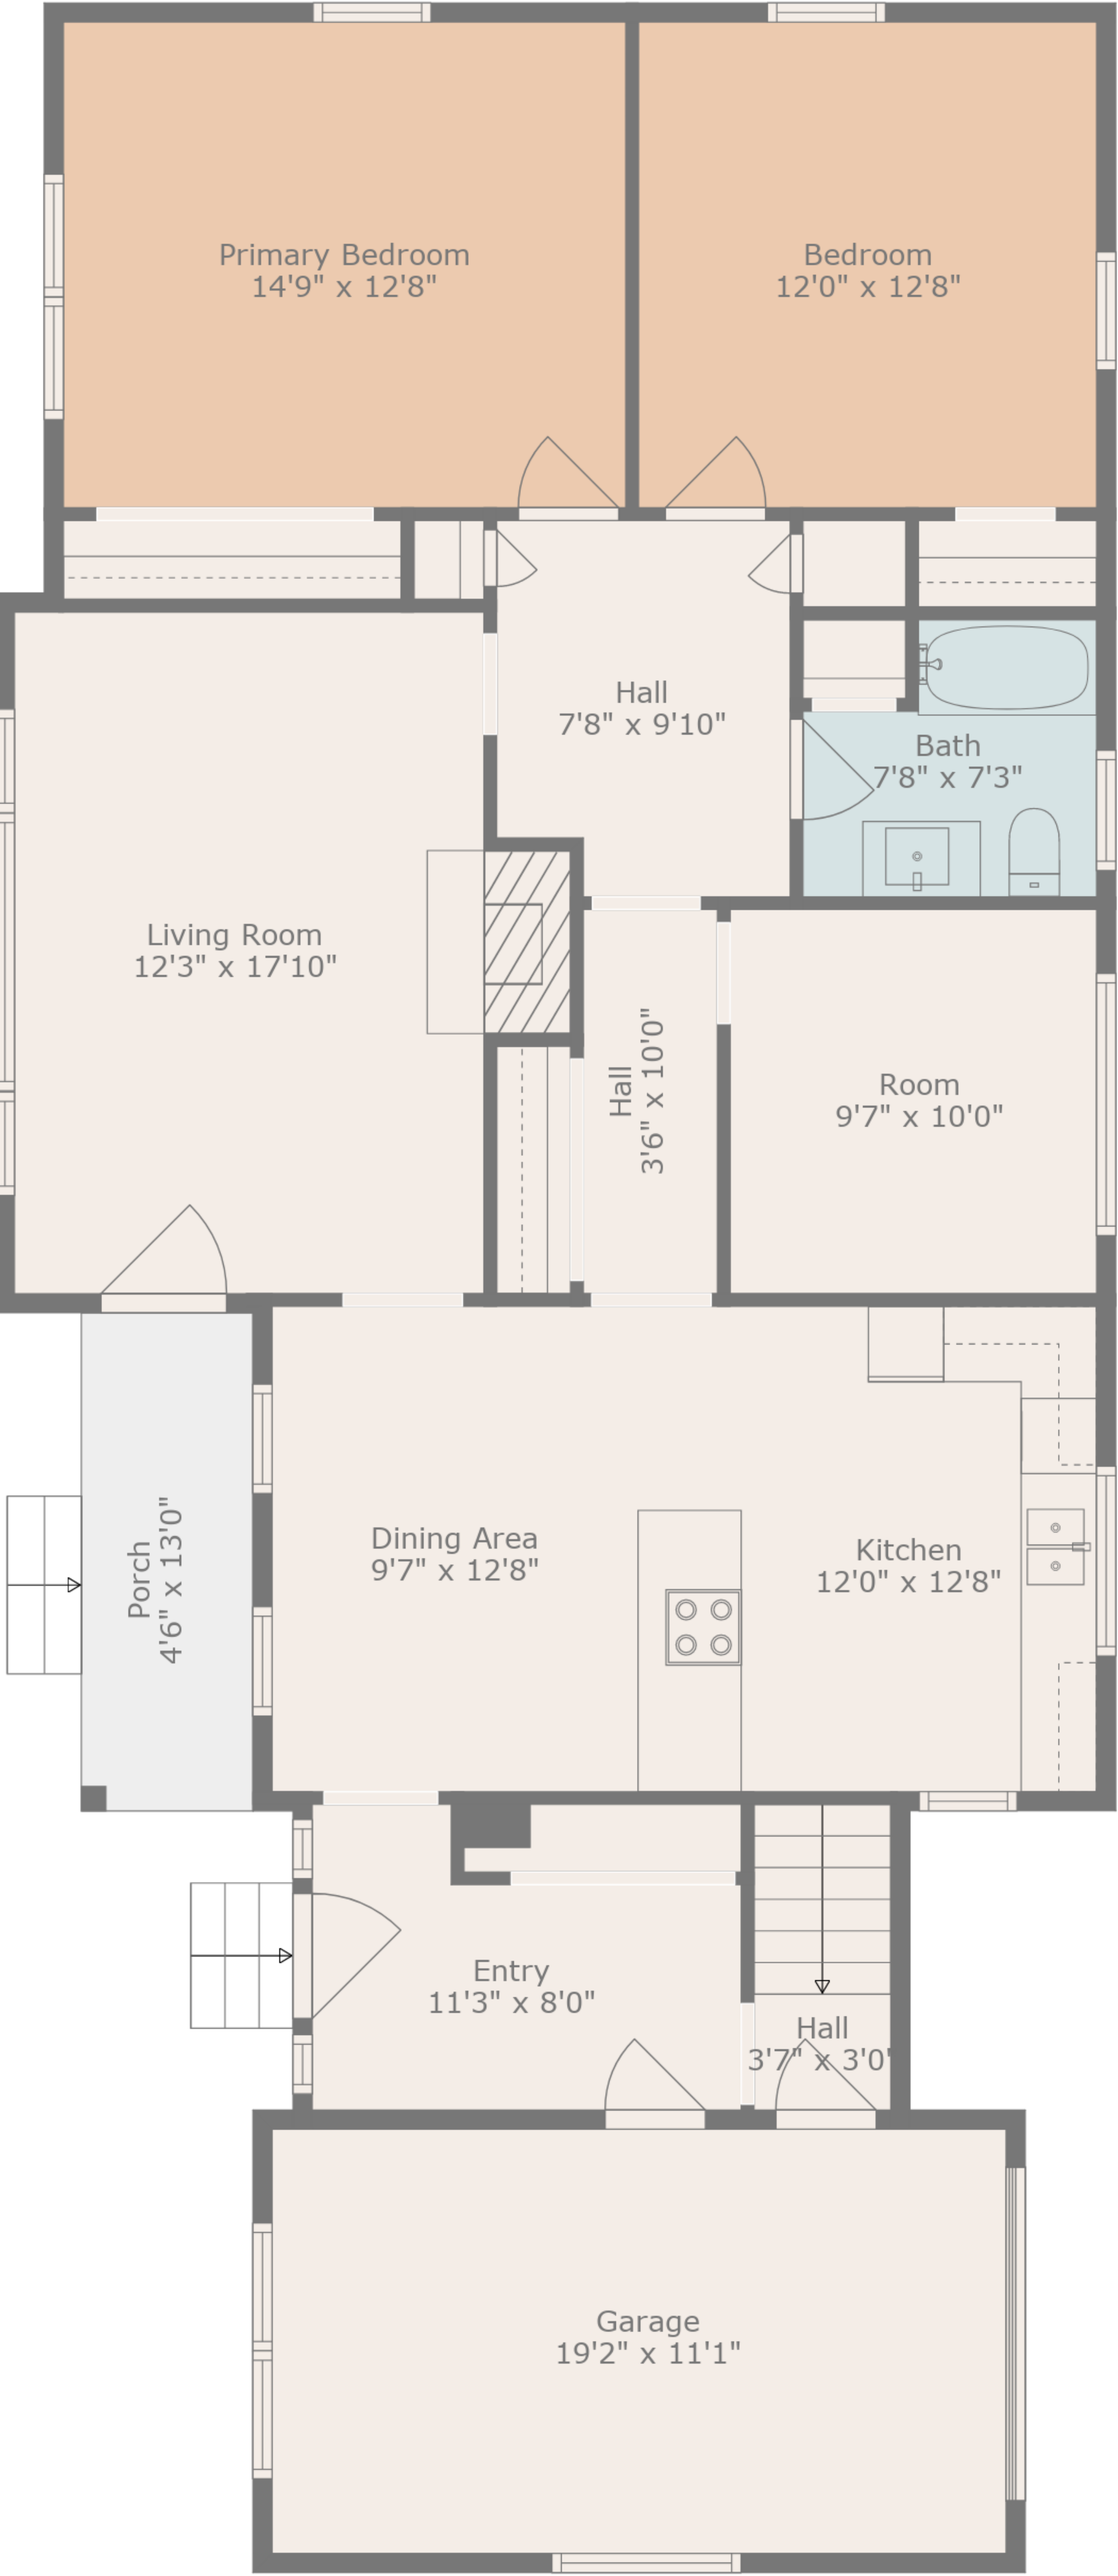 Primary Bedroom
14'9" x 12'8"
Bedroom
12'0" x 12'8"
Hall
7'8" x 9'10"
Bath
7'8" x 7'3"
Living Room
12'3" x 17'10"
Hall
3'6" x 10'0"
Room
9'7" x 10'0"
Porch
4'6" x 13'0"
Dining Area
9'7" x 12'8"
Kitchen
12'0" x 12'8"
Entry
11'3" x 8'0"
Hall
3'7" x 3'0"
Garage
19'2" x 11'1"